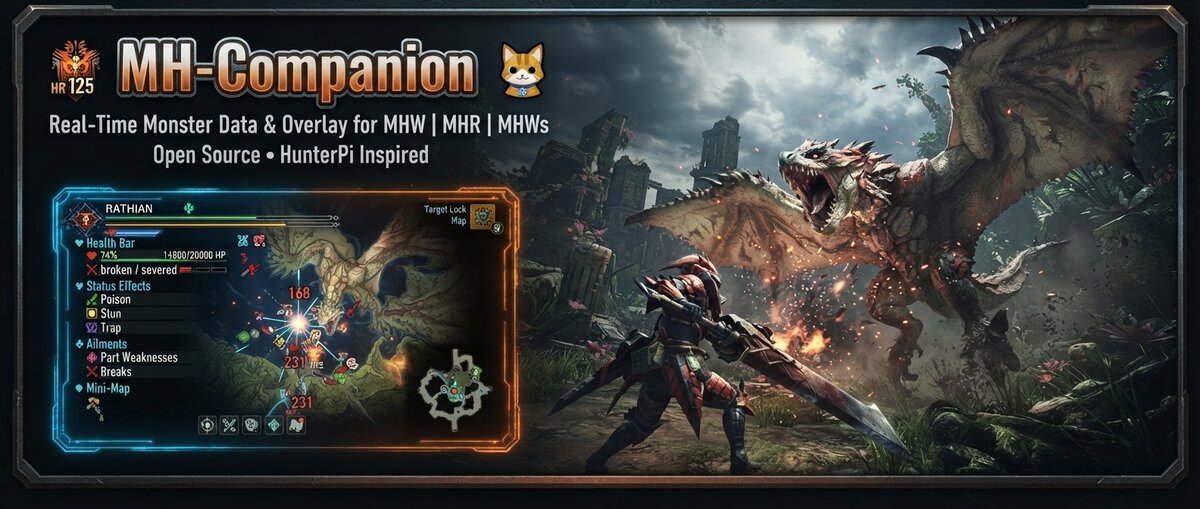 HR 125
MH-Companion
Real-Time Monster Data & Overlay for MHW | MHR | MHWs
Open Source • HunterPi Inspired
RATHIAN
Target Lock
Map
Health Bar
74% 14800/20000 HP
broken / severed
Status Effects
Poison
Stun
Trap
Ailments
Part Weaknesses
Breaks
Mini-Map
168
231
231